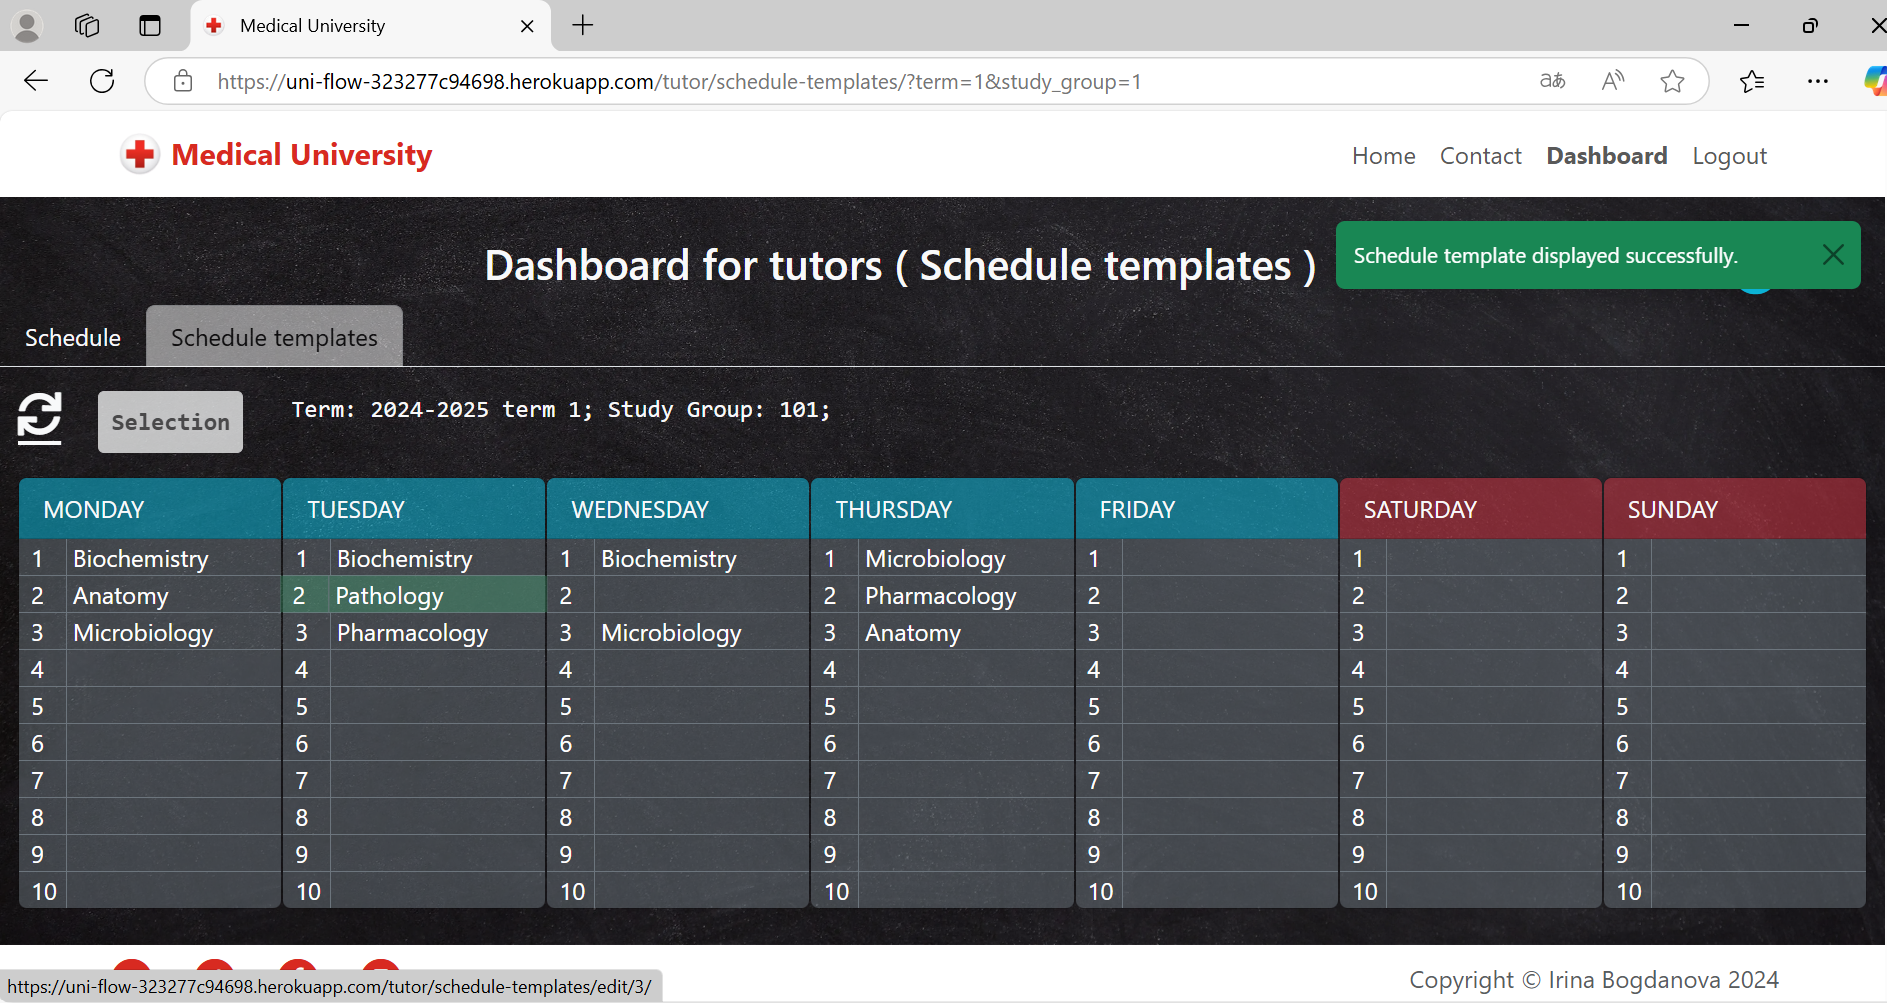 Medical University
https://uni-flow-323277c94698.herokuapp.com/tutor/schedule-templates/?term=1&study_group=1
Medical University
Home Contact Dashboard Logout
Dashboard for tutors ( Schedule templates )
Schedule template displayed successfully.
Schedule Schedule templates
Selection
Term: 2024-2025 term 1; Study Group: 101;
MONDAY TUESDAY WEDNESDAY THURSDAY FRIDAY SATURDAY SUNDAY
1 Biochemistry 1 Biochemistry 1 Biochemistry 1 Microbiology 1 1 1
2 Anatomy 2 Pathology 2 2 Pharmacology 2 2 2
3 Microbiology 3 Pharmacology 3 Microbiology 3 Anatomy 3 3 3
4 4 4 4 4 4 4
5 5 5 5 5 5 5
6 6 6 6 6 6 6
7 7 7 7 7 7 7
8 8 8 8 8 8 8
9 9 9 9 9 9 9
10 10 10 10 10 10 10
https://uni-flow-323277c94698.herokuapp.com/tutor/schedule-templates/edit/3/
Copyright © Irina Bogdanova 2024